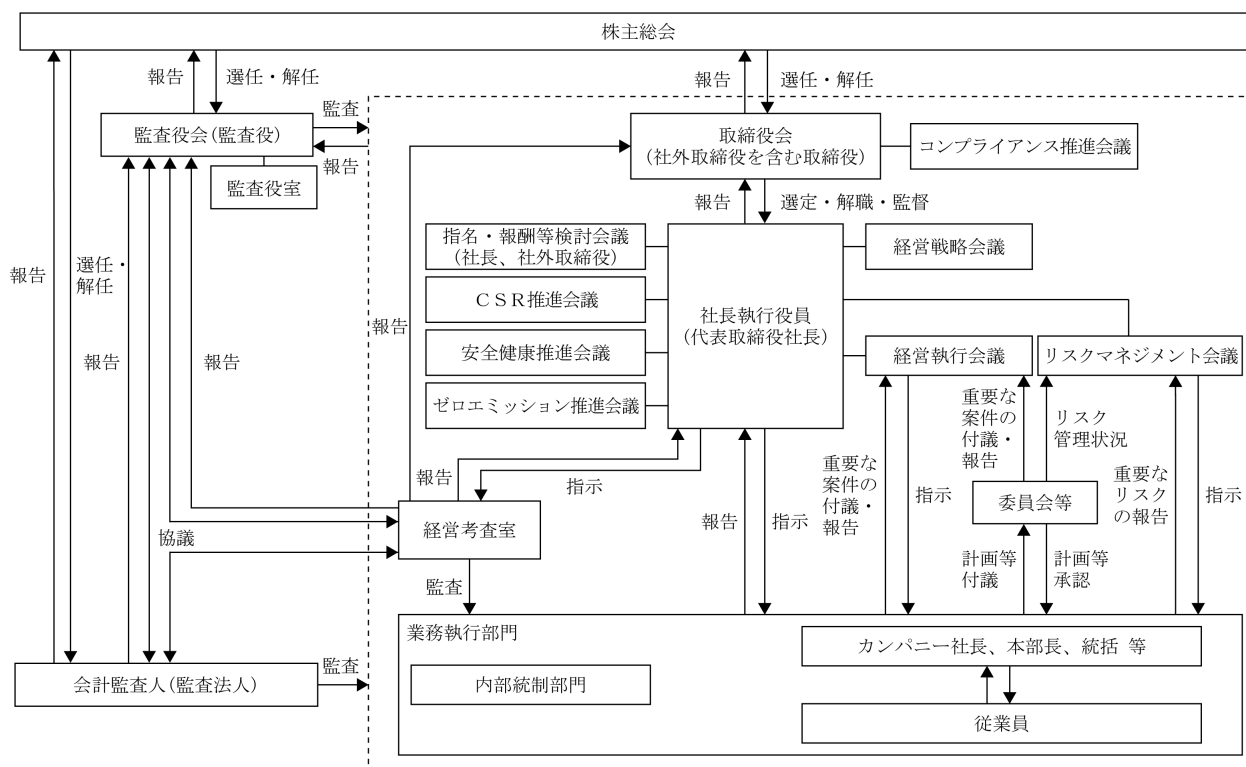 株主総会
報告
選任・解任
報告
選任・解任
監査
監査役会(監査役)
報告
監査役室
取締役会
(社外取締役を含む取締役)
コンプライアンス推進会議
報告
選定・解職・監督
指名・報酬等検討会議
(社長、社外取締役)
経営戦略会議
報告
選任・
解任
CSR推進会議
社長執行役員
(代表取締役社長)
報告
安全健康推進会議
経営執行会議
リスクマネジメント会議
報告
報告
ゼロエミッション推進会議
重要な
案件の
付議・
報告
リスク
管理状況
報告
指示
重要な
案件の
付議・
報告
指示
重要な
リスク
の報告
指示
委員会等
報告
指示
経営考査室
協議
計画等
付議
計画等
承認
監査
業務執行部門
カンパニー社長、本部長、統括 等
監査
会計監査人(監査法人)
内部統制部門
従業員